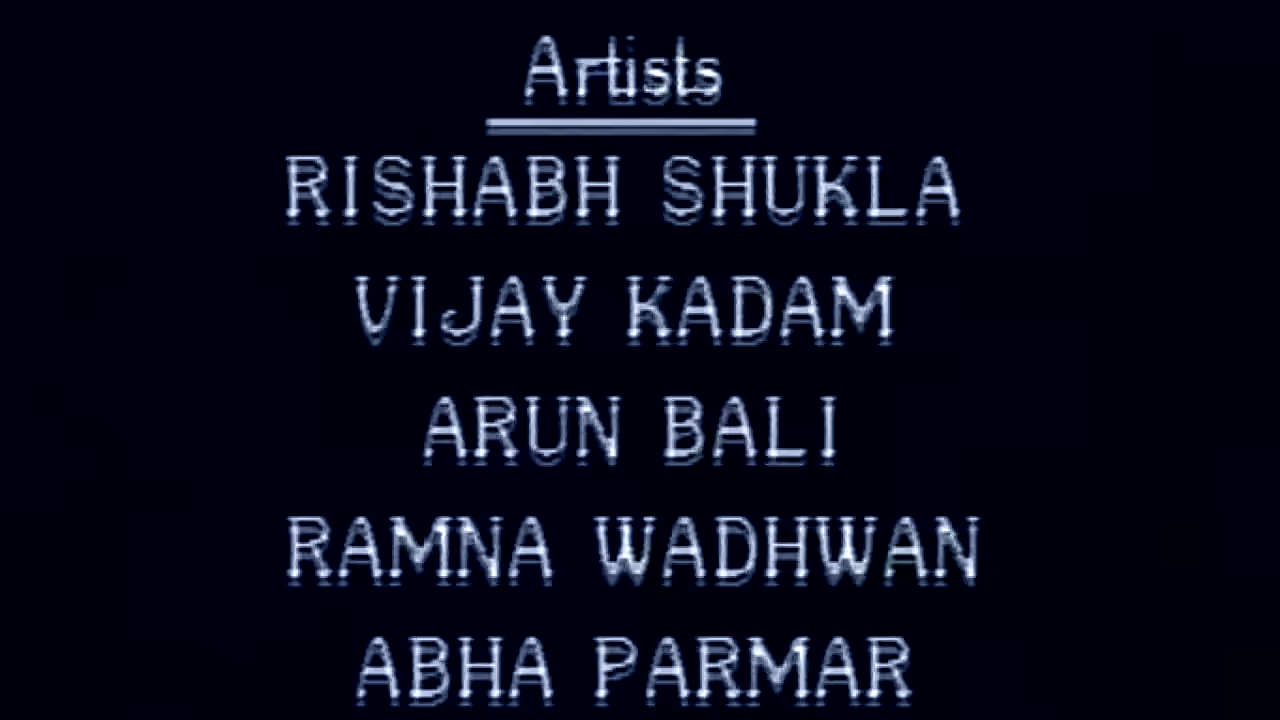 Artists
RISHABH SHUKLA
VIJAY KADAM
ARUN BALI
RAMNA WADHWAN
ABHA PARMAR